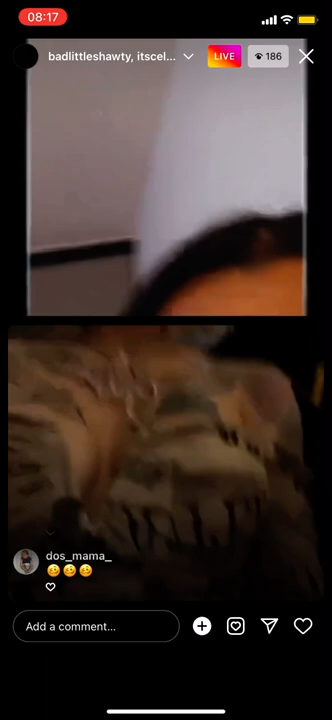 08:17
badlittleshawty, itscel...
LIVE
186
dos_mama_
🥴🥴🥴
Add a comment...